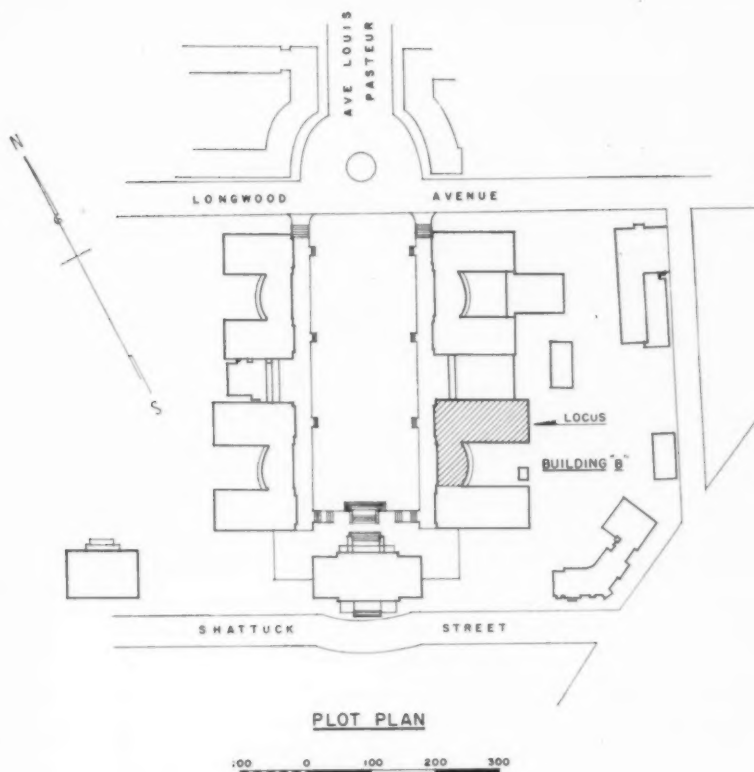 AVE LOUIS
PASTEUR
N
LONGWOOD AVENUE
S
LOCUS
BUILDING "B"
SHATTUCK STREET
PLOT PLAN
100 0 100 200 300